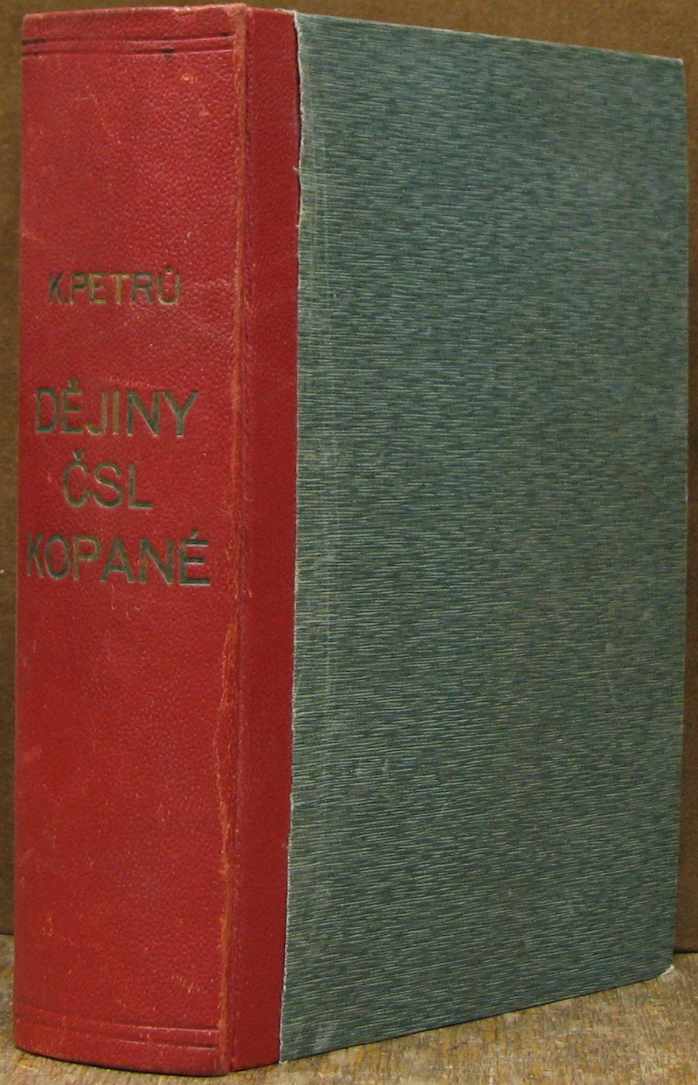 K. PETRŮ
DĚJINY
ČSL
KOPANÉ